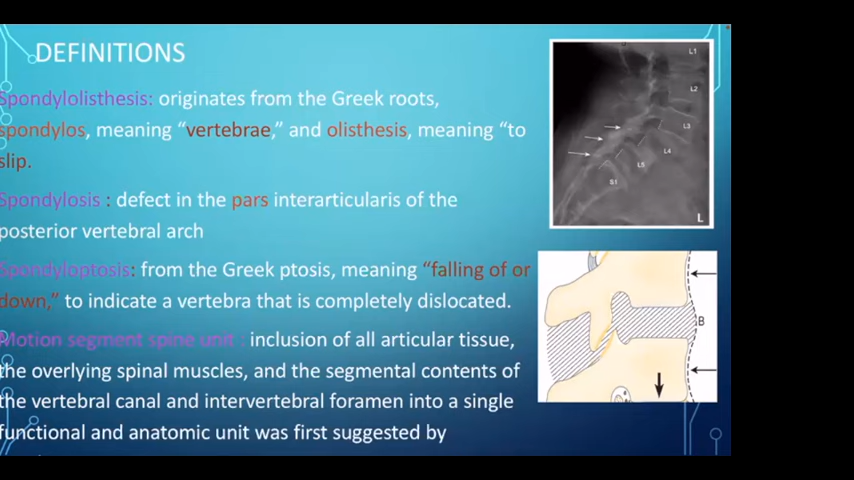 DEFINITIONS
Spondylolisthesis: originates from the Greek roots,
spondylos, meaning “vertebrae,” and olisthesis, meaning “to
slip.
Spondylosis : defect in the pars interarticularis of the
posterior vertebral arch
Spondyloptosis: from the Greek ptosis, meaning “falling of or
down,” to indicate a vertebra that is completely dislocated.
Motion segment spine unit : inclusion of all articular tissue,
the overlying spinal muscles, and the segmental contents of
the vertebral canal and intervertebral foramen into a single
functional and anatomic unit was first suggested by
L1
L2
L3
L4
L5
S1
L
B